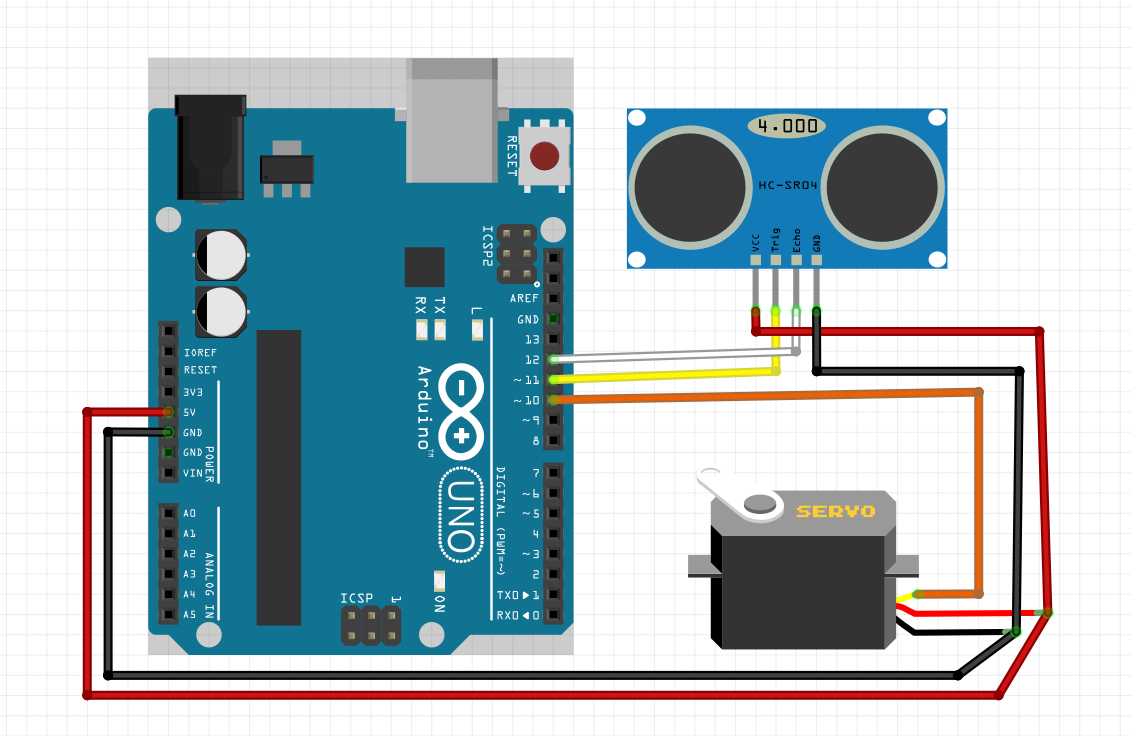 RESET
ICSP2
AREF
GND
13
12
~11
~10
~9
8
7
~6
~5
4
~3
2
TX0▶1
RX0◀0
DIGITAL (PWM=~)
RX
TX
L
Arduino™
UNO
ON
ICSP
1
IOREF
RESET
3V3
5V
GND
GND
VIN
POWER
A0
A1
A2
A3
A4
A5
ANALOG IN
4.000
HC-SR04
VCC
Trig
Echo
GND
SERVO